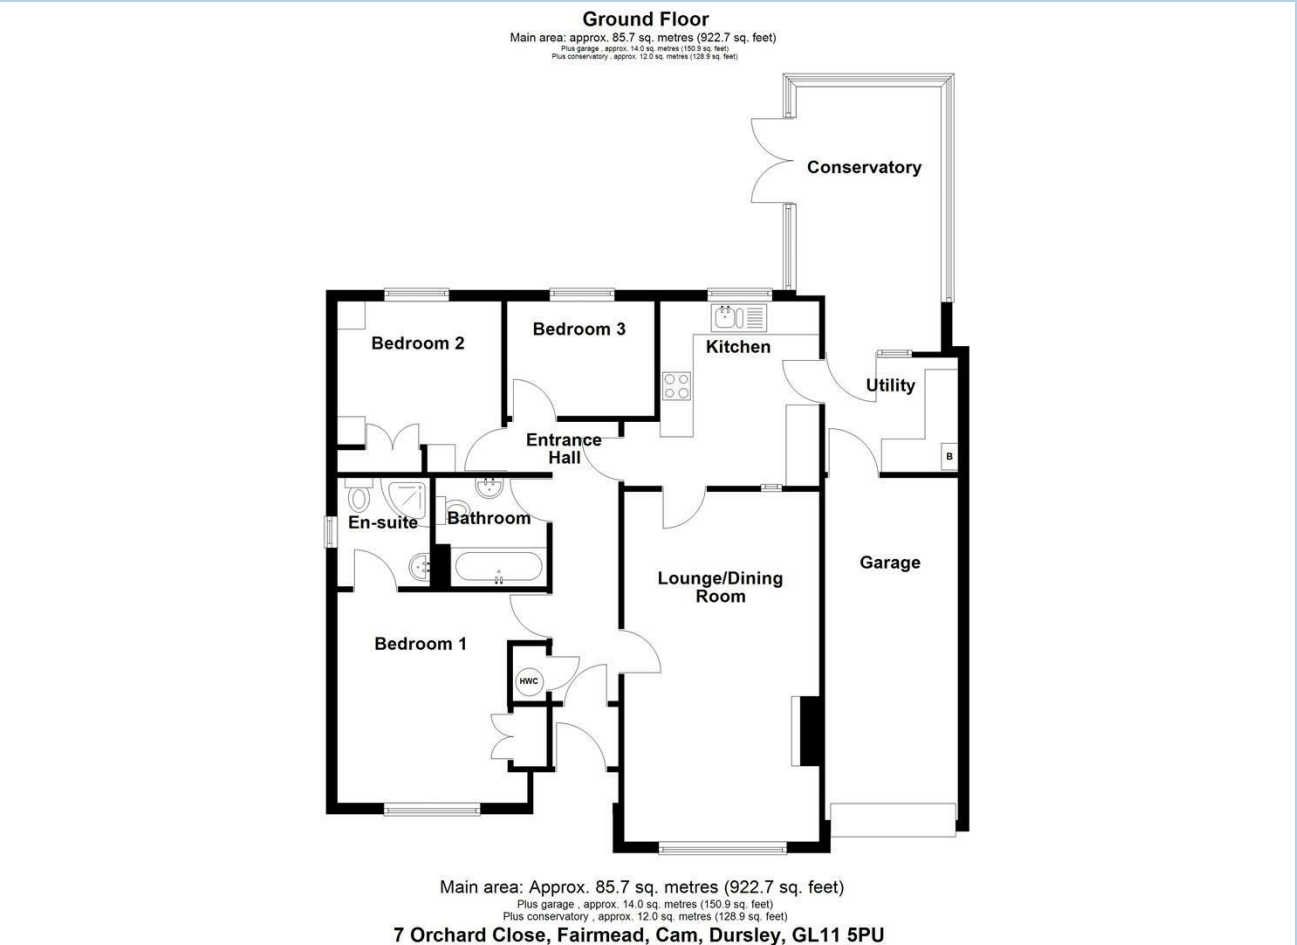 Ground Floor
Main area: approx. 85.7 sq. metres (922.7 sq. feet)
Plus garage , approx. 14.0 sq. metres (150.9 sq. feet)
Plus conservatory , approx. 12.0 sq. metres (128.9 sq. feet)
Conservatory
Bedroom 2
Bedroom 3
Kitchen
Utility
Entrance
Hall
B
En-suite
Bathroom
Lounge/Dining
Room
Garage
Bedroom 1
HWC
Main area: Approx. 85.7 sq. metres (922.7 sq. feet)
Plus garage , approx. 14.0 sq. metres (150.9 sq. feet)
Plus conservatory , approx. 12.0 sq. metres (128.9 sq. feet)
7 Orchard Close, Fairmead, Cam, Dursley, GL11 5PU